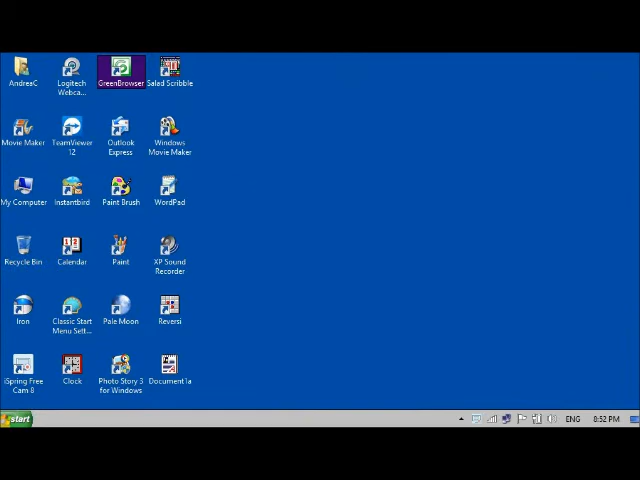 AndreaC
Logitech
Webca...
GreenBrowser
Salad Scribble
Movie Maker
TeamViewer
12
Outlook
Express
Windows
Movie Maker
My Computer
Instantbird
Paint Brush
WordPad
Recycle Bin
Calendar
Paint
XP Sound
Recorder
Iron
Classic Start
Menu Sett...
Pale Moon
Reversi
iSpring Free
Cam 8
Clock
Photo Story 3
for Windows
Document1a
start
ENG
8:52 PM